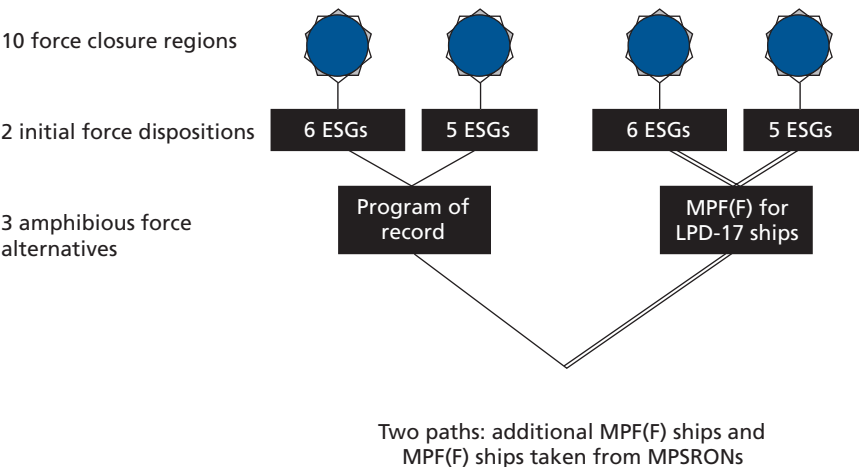 10 force closure regions
2 initial force dispositions
6 ESGs
5 ESGs
6 ESGs
5 ESGs
3 amphibious force
alternatives
Program of
record
MPF(F) for
LPD-17 ships
Two paths: additional MPF(F) ships and
MPF(F) ships taken from MPSRONs